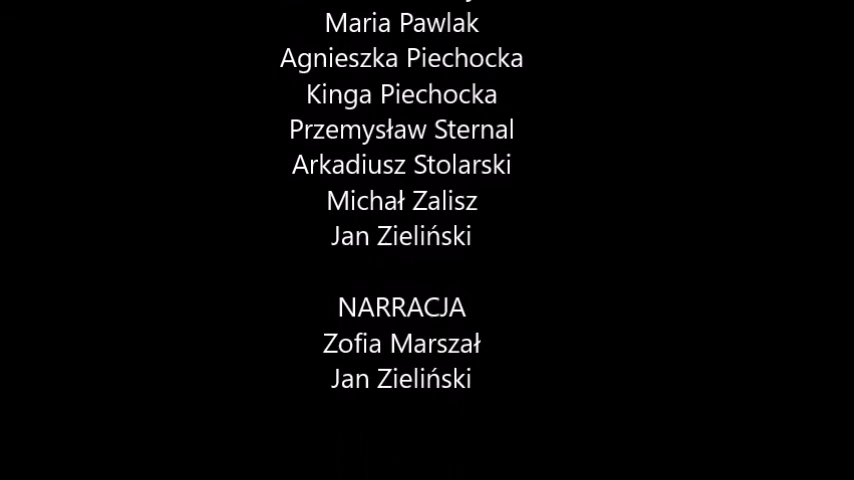 Maria Pawlak
Agnieszka Piechocka
Kinga Piechocka
Przemysław Sternal
Arkadiusz Stolarski
Michał Zalisz
Jan Zieliński
NARRACJA
Zofia Marszał
Jan Zieliński